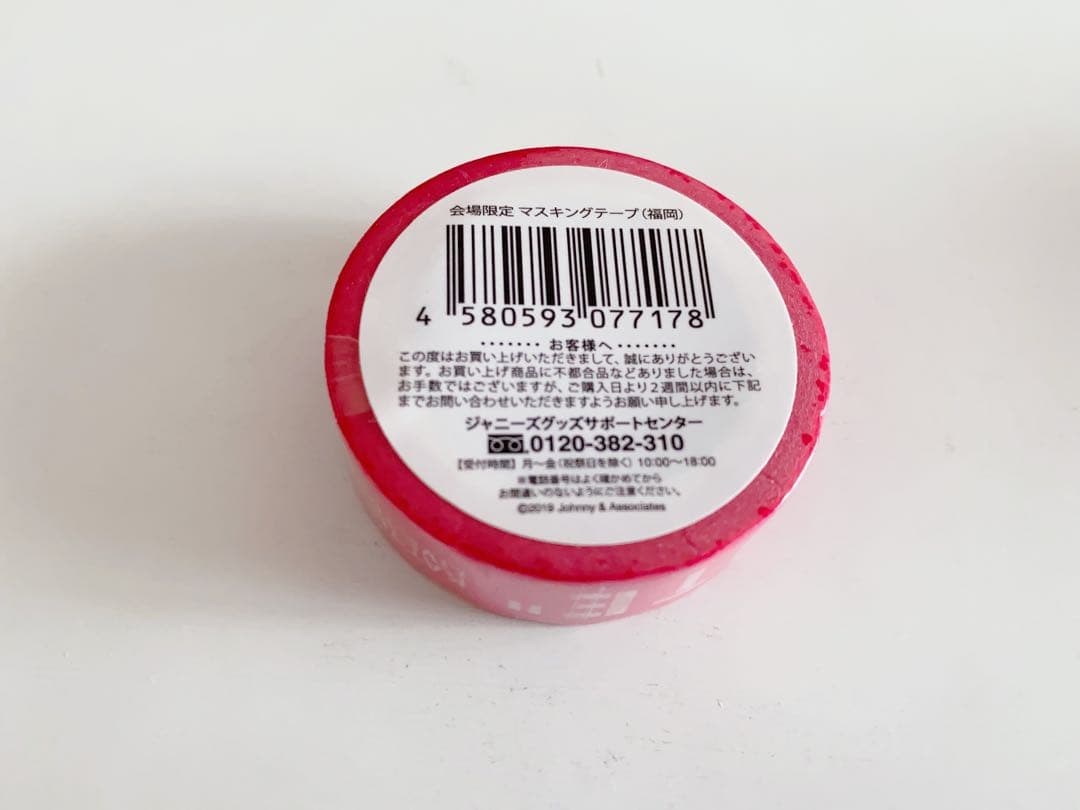 会場限定 マスキングテープ(福岡)
4 580593 077178
・・・・・・・ お客様へ ・・・・・・・
この度はお買い上げいただきまして、誠にありがとうござい
ます。お買い上げ商品に不都合品などありました場合は、
お手数ではございますが、ご購入日より2週間以内に下記
までお問い合わせいただきますようお願い申し上げます。
ジャニーズグッズサポートセンター
0120-382-310
【受付時間】月～金(祝祭日を除く)10:00～18:00
※電話番号はよく確かめてから
お間違いのないようにご注意ください。
©2019 Johnny & Associates